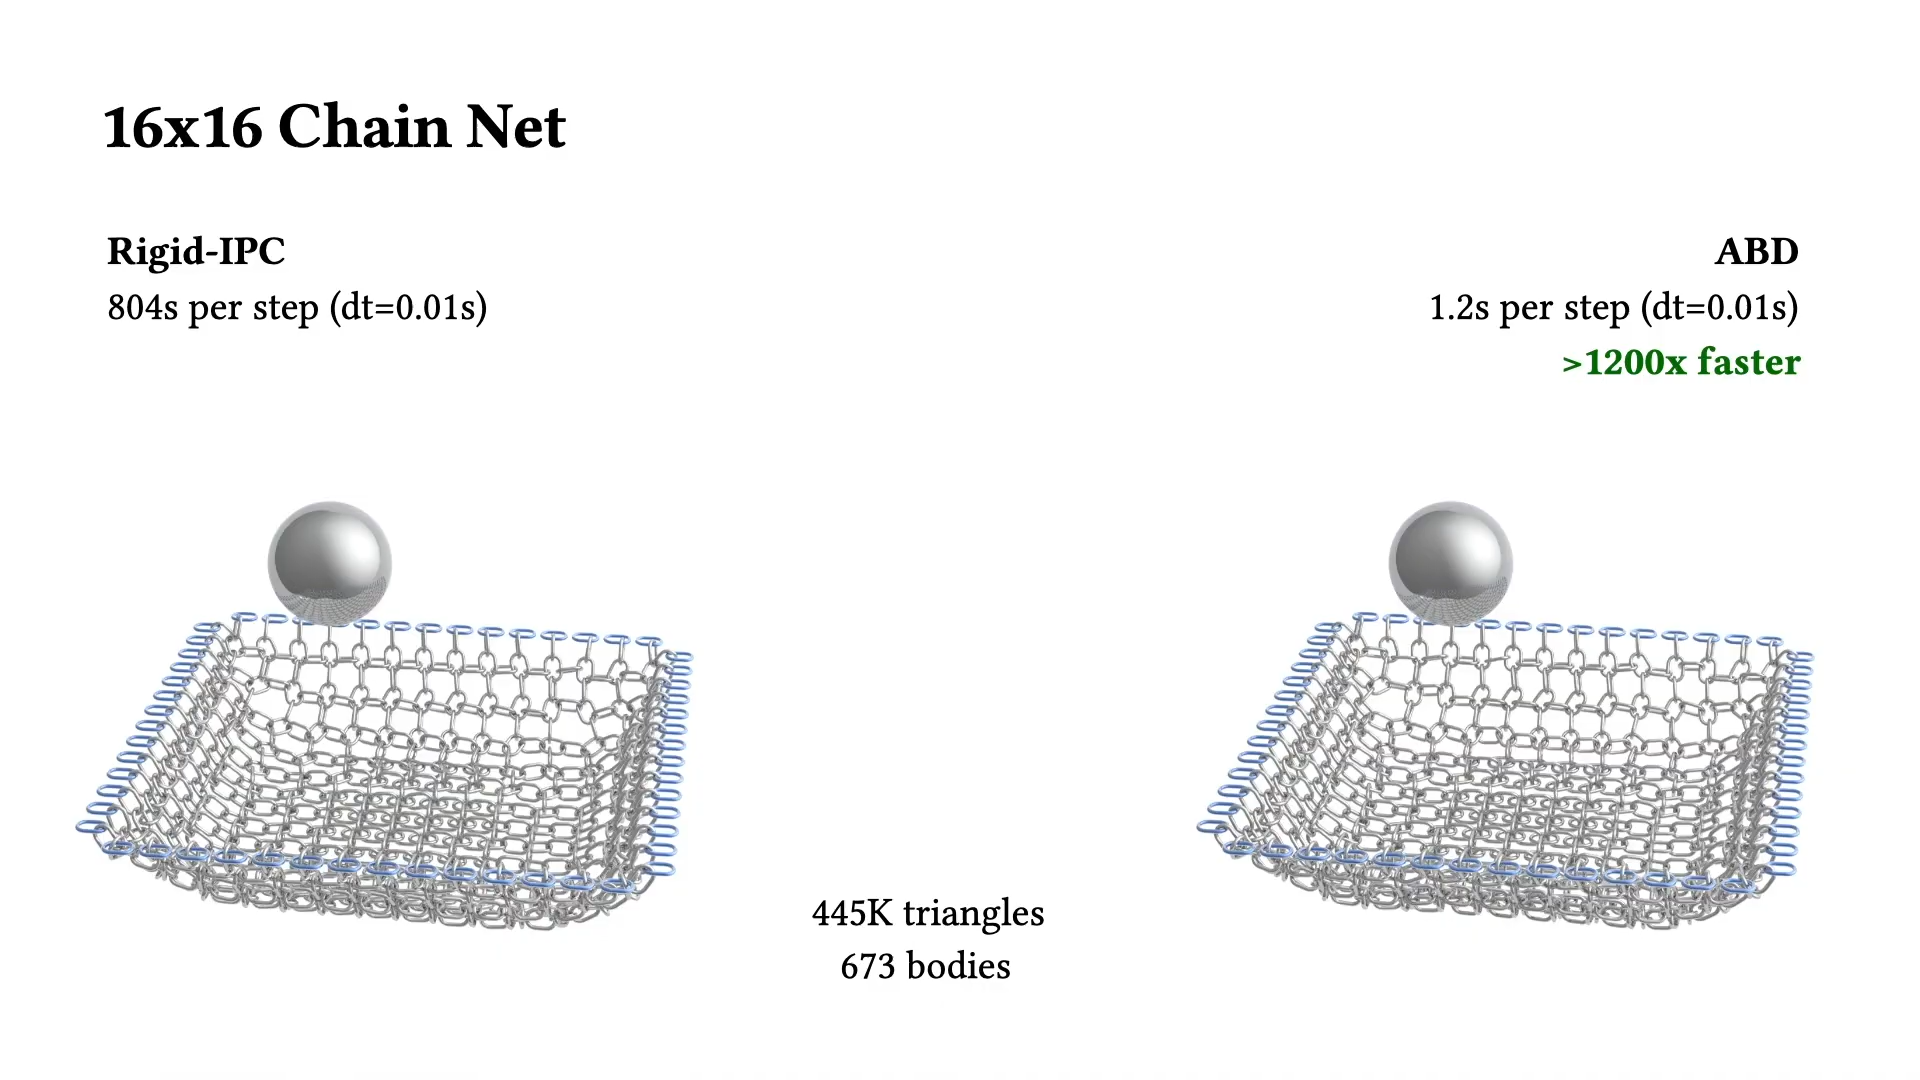 16x16 Chain Net
Rigid-IPC
804s per step (dt=0.01s)
ABD
1.2s per step (dt=0.01s)
>1200x faster
445K triangles
673 bodies